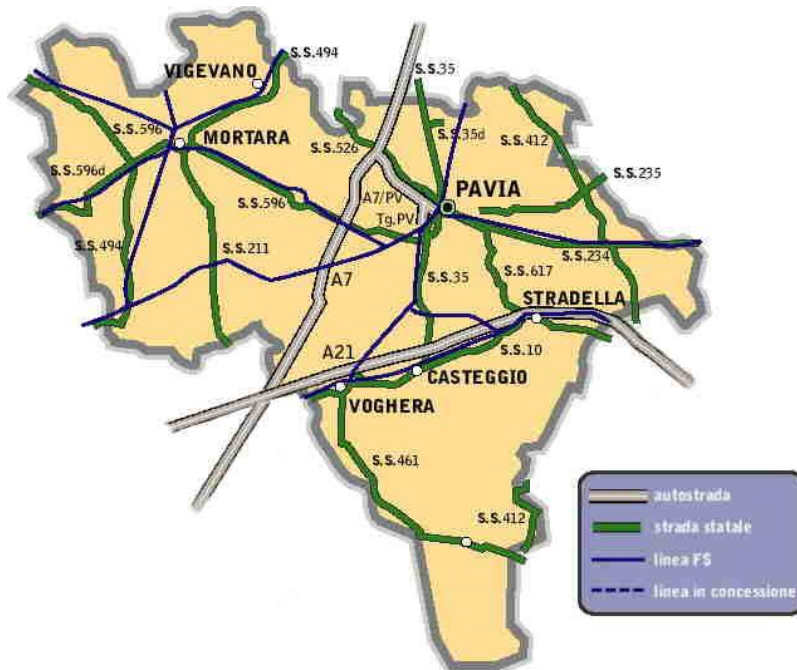 S.S.494
VIGEVANO
S.S.35
S.S.596
MORTARA
S.S.526
S.S.35d
S.S.412
S.S.596d
S.S.235
A7/PV
PAVIA
S.S.596
Tg.PV
S.S.494
S.S.211
S.S.35
S.S.234
S.S.617
A7
STRADELLA
A21
S.S.10
CASTEGGIO
VOGHERA
S.S.461
S.S.412
autostrada
strada statale
linea FS
linea in concessione